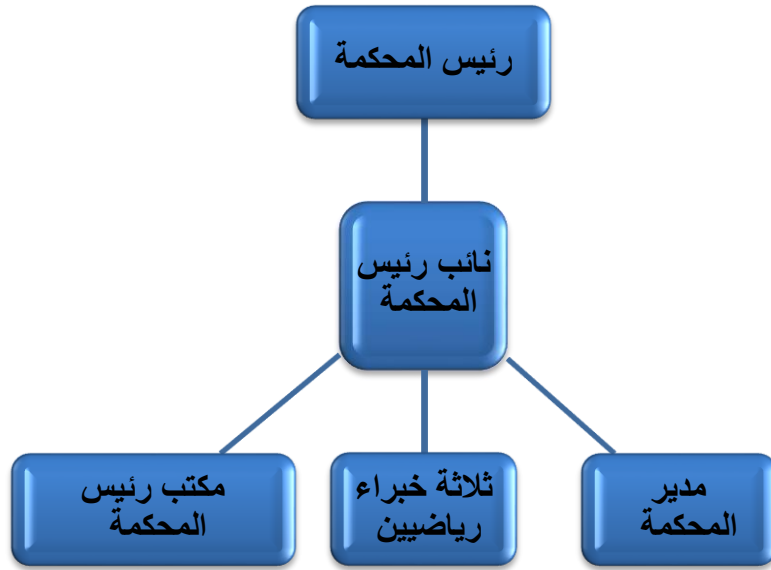 رئيس المحكمة
نائب رئيس
المحكمة
مدير
المحكمة
ثلاثة خبراء
رياضيين
مكتب رئيس
المحكمة